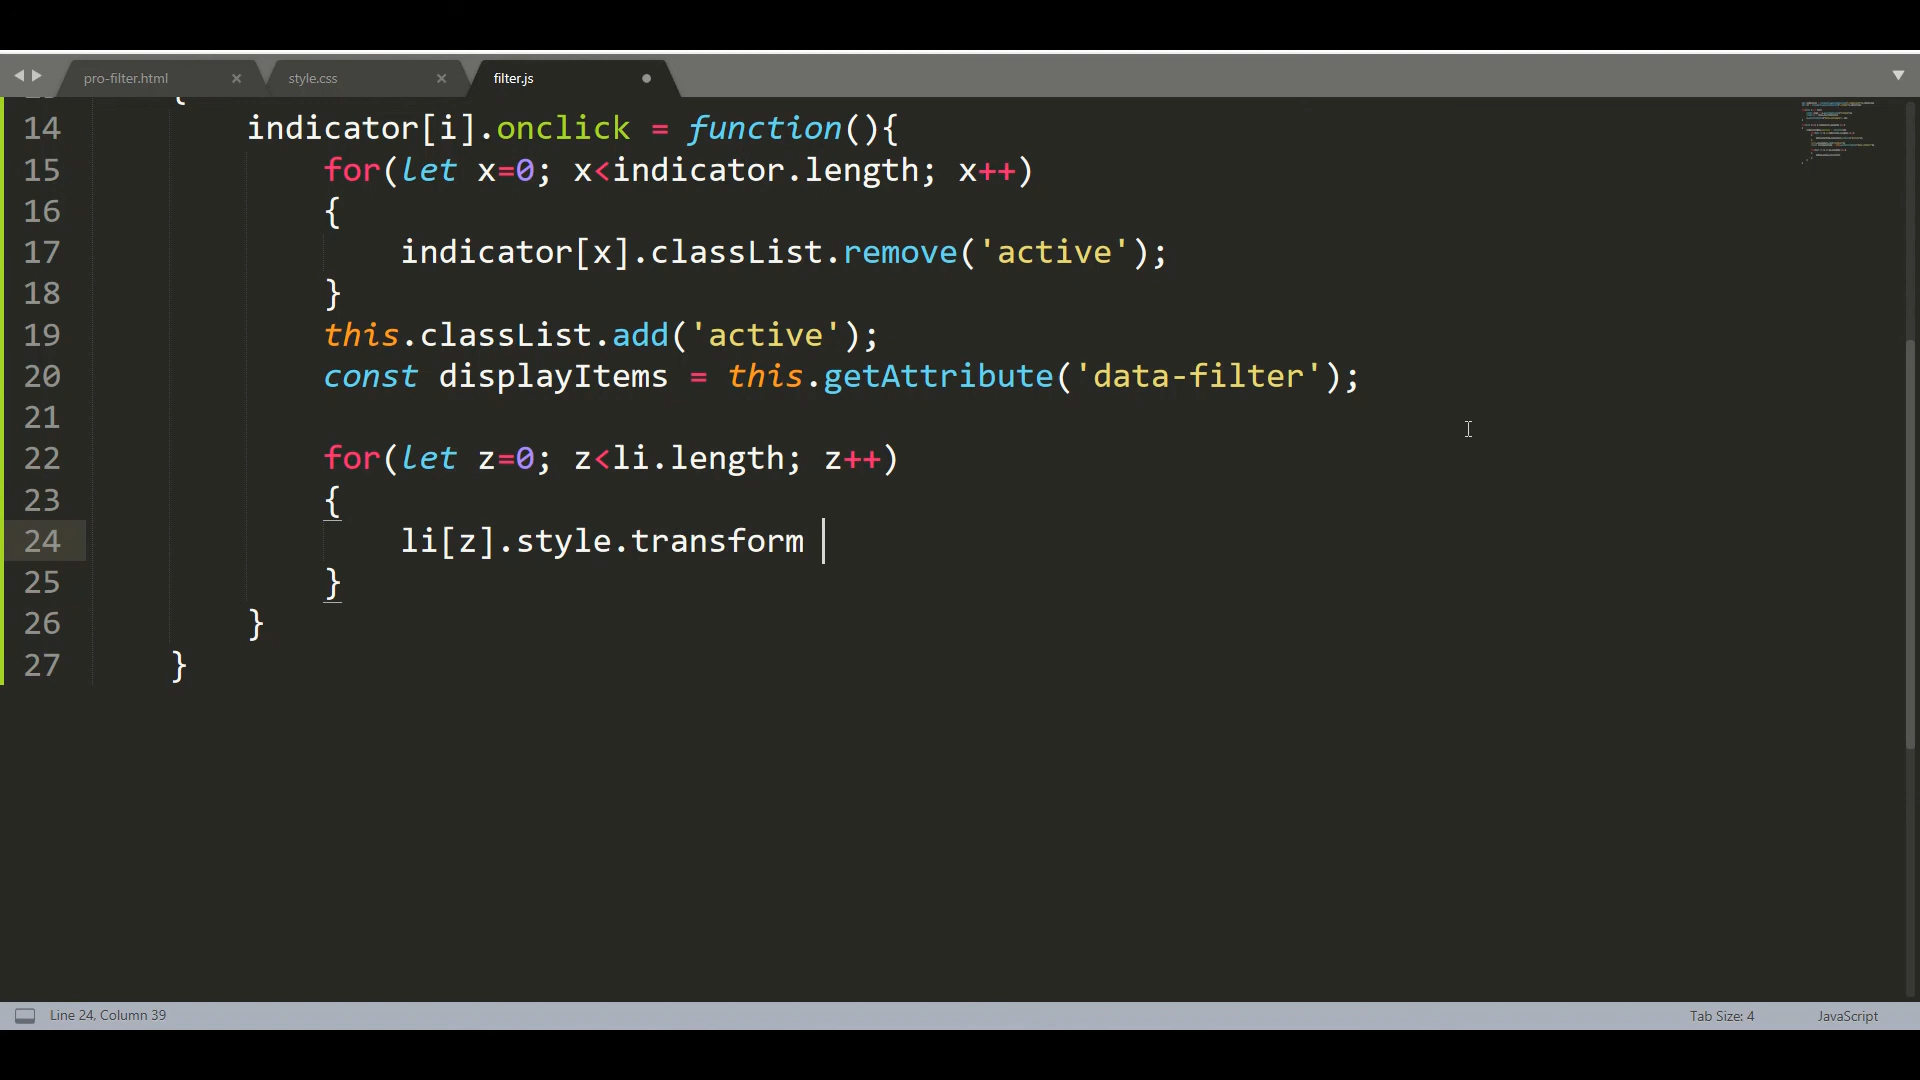 pro-filter.html × style.css × filter.js
{
14 indicator[i].onclick = function(){
15 for(let x=0; x<indicator.length; x++)
16 {
17 indicator[x].classList.remove('active');
18 }
19 this.classList.add('active');
20 const displayItems = this.getAttribute('data-filter');
21
22 for(let z=0; z<li.length; z++)
23 {
24 li[z].style.transform
25 }
26 }
27 }
Line 24, Column 39 Tab Size: 4 JavaScript